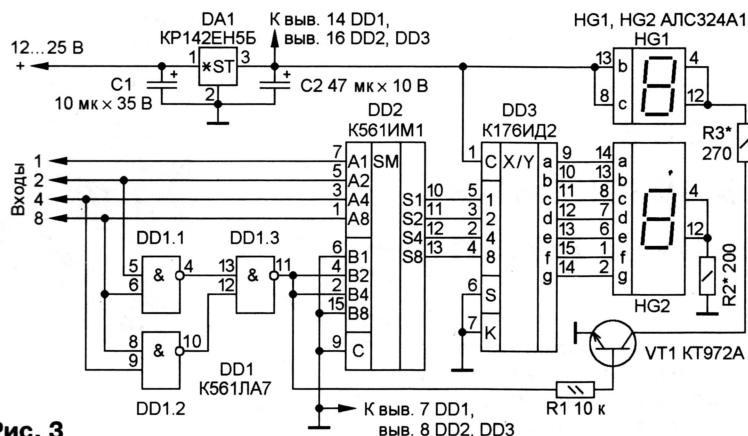 DA1
КР142ЕН5Б
К выв. 14 DD1,
выв. 16 DD2, DD3
HG1, HG2 АЛС324А1
HG1
12...25 В
+
1
*ST
3
2
C1
+
10 мк × 35 В
+
C2 47 мк × 10 В
13
b
8
c
4
12
R3*
270
DD2
К561ИМ1
DD3
К176ИД2
Входы
1
2
4
8
7
5
3
1
A1
A2
A4
A8
SM
6
4
2
15
B1
B2
B4
B8
9
C
S1
S2
S4
S8
10
11
12
13
1
C
X/Y
5
3
2
4
1
2
4
8
6
S
7
K
a
b
c
d
e
f
g
9
10
11
12
13
15
14
14
13
8
7
6
1
2
a
b
c
d
e
f
g
4
12
HG2
R2* 200
DD1.1
5
6
&
4
DD1.3
13
12
&
11
8
9
&
10
DD1.2
DD1
К561ЛА7
VT1 КТ972А
R1 10 к
К выв. 7 DD1,
выв. 8 DD2, DD3
Рис. 3